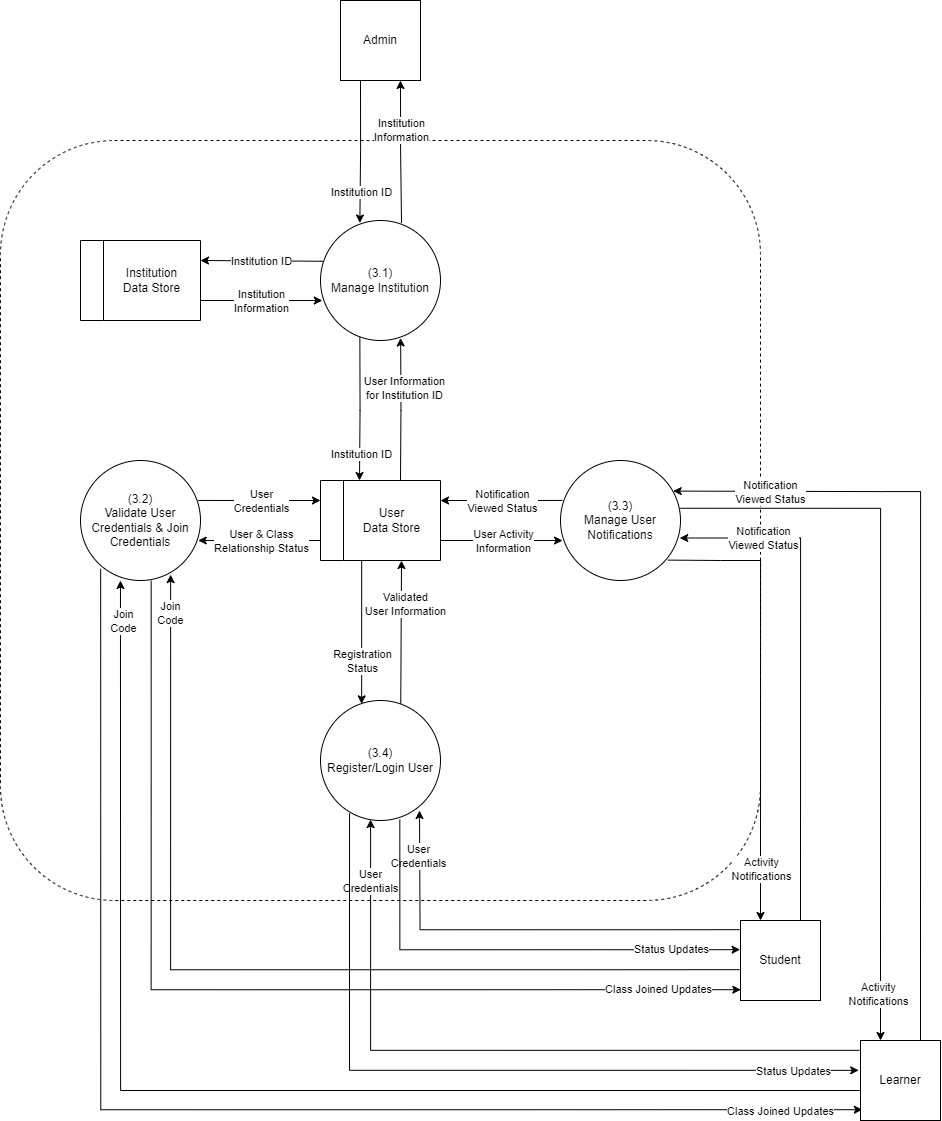 Admin
Institution
Information
Institution ID
(3.1)
Manage Institution
Institution ID
Institution
Data Store
Institution
Information
User Information
for Institution ID
Institution ID
(3.2)
Validate User
Credentials & Join
Credentials
User
Credentials
User & Class
Relationship Status
User
Data Store
Notification
Viewed Status
User Activity
Information
(3.3)
Manage User
Notifications
Notification
Viewed Status
Notification
Viewed Status
Join
Code
Join
Code
Validated
User Information
Registration
Status
(3.4)
Register/Login User
User
Credentials
User
Credentials
Activity
Notifications
Status Updates
Student
Class Joined Updates
Activity
Notifications
Status Updates
Learner
Class Joined Updates